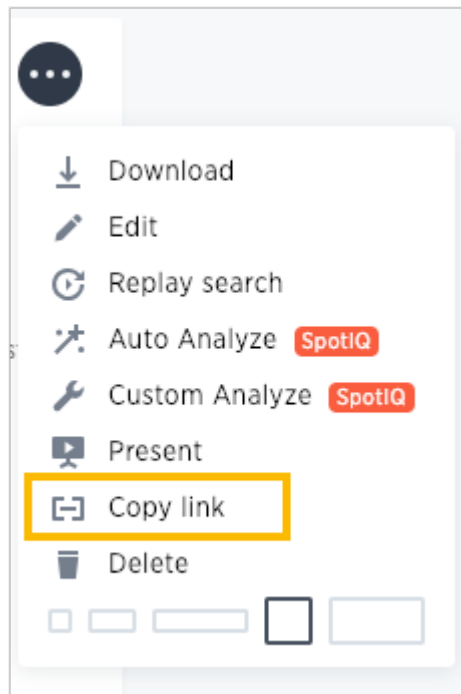 Download
Edit
Replay search
Auto Analyze SpotIQ
Custom Analyze SpotIQ
Present
Copy link
Delete